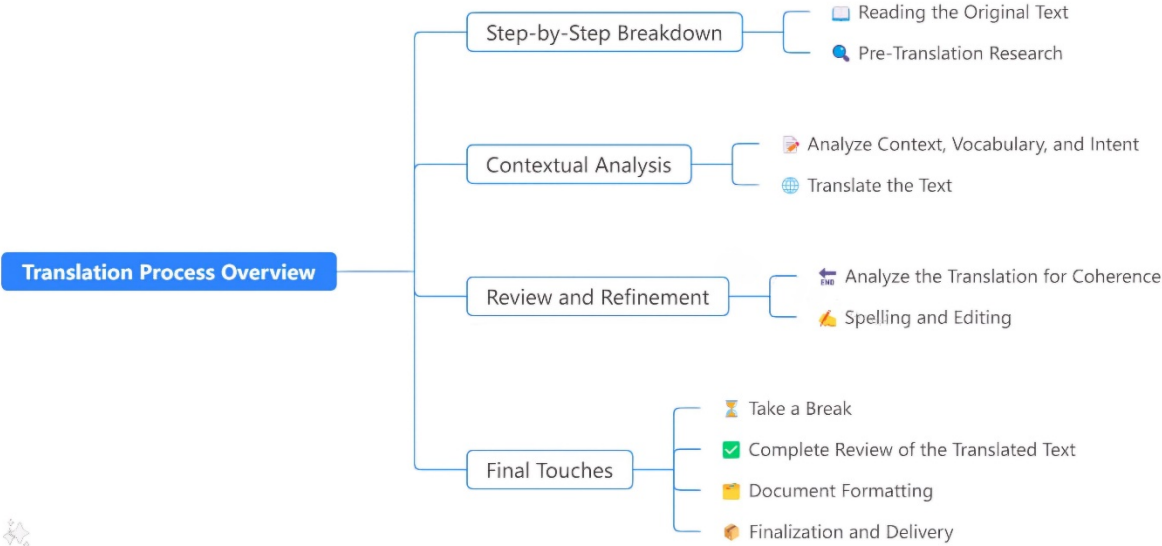 Translation Process Overview
Step-by-Step Breakdown
📖 Reading the Original Text
🔍 Pre-Translation Research
Contextual Analysis
📝 Analyze Context, Vocabulary, and Intent
🌐 Translate the Text
Review and Refinement
🔚 Analyze the Translation for Coherence
✍️ Spelling and Editing
Final Touches
⏳ Take a Break
✅ Complete Review of the Translated Text
🗂️ Document Formatting
📦 Finalization and Delivery